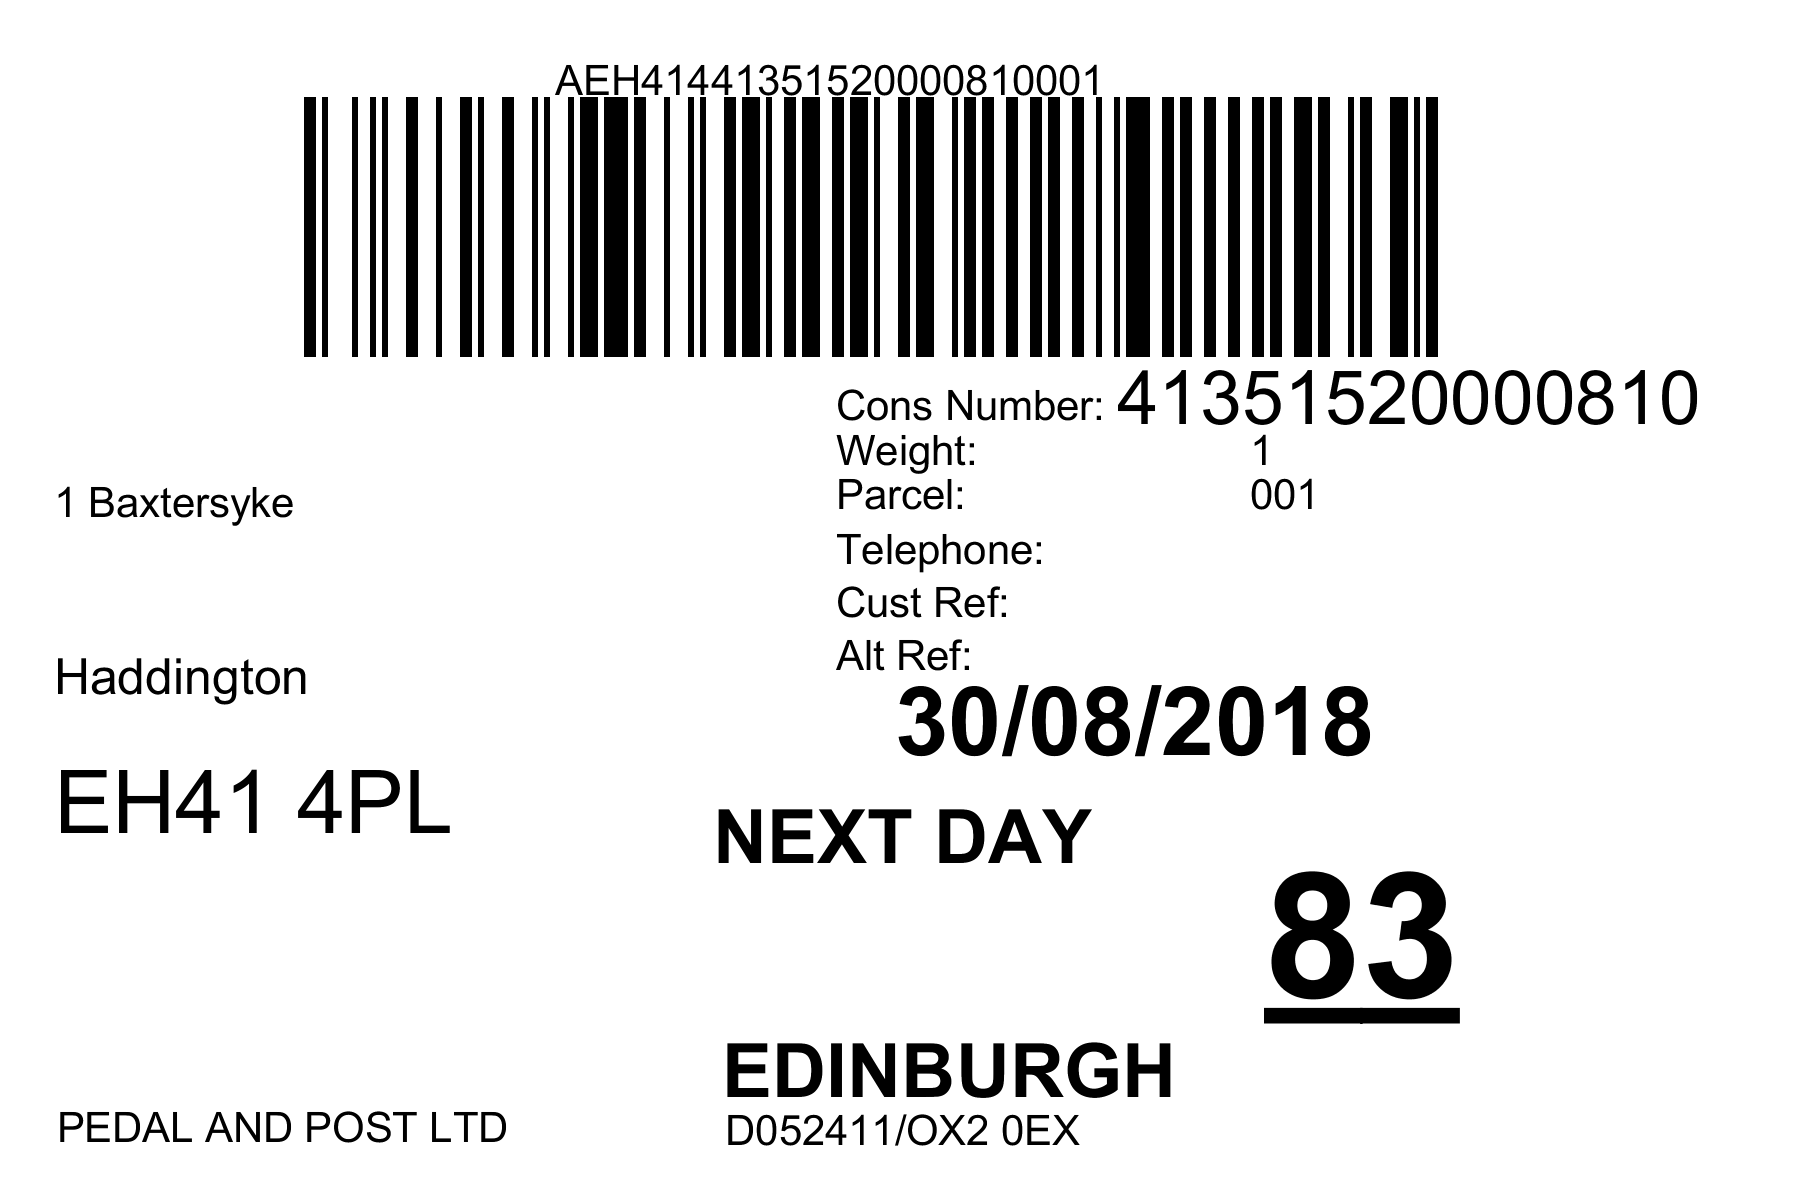 AEH41441351520000810001
Cons Number: 41351520000810
Weight: 1
Parcel: 001
Telephone:
Cust Ref:
Alt Ref:
1 Baxtersyke
Haddington
EH41 4PL
30/08/2018
NEXT DAY
83
EDINBURGH
PEDAL AND POST LTD
D052411/OX2 0EX